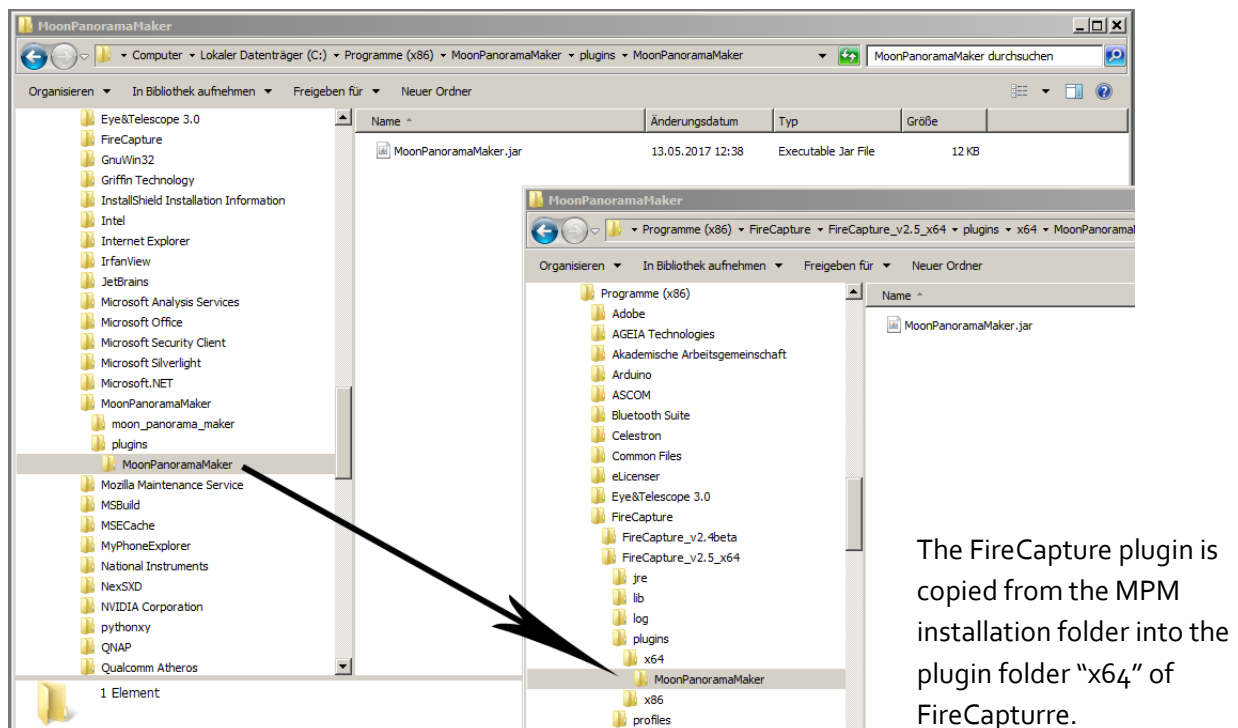 MoonPanoramaMaker
Computer Lokaler Datenträger (C:) Programme (x86) MoonPanoramaMaker plugins MoonPanoramaMaker
MoonPanoramaMaker durchsuchen
Organisieren In Bibliothek aufnehmen Freigeben für Neuer Ordner
Eye&Telescope 3.0
FireCapture
GnuWin32
Griffin Technology
InstallShield Installation Information
Intel
Internet Explorer
IrfanView
JetBrains
Microsoft Analysis Services
Microsoft Office
Microsoft Security Client
Microsoft Silverlight
Microsoft.NET
MoonPanoramaMaker
moon_panorama_maker
plugins
MoonPanoramaMaker
Mozilla Maintenance Service
MSBuild
MSECache
MyPhoneExplorer
National Instruments
NexSXD
NVIDIA Corporation
pythonxy
QNAP
Qualcomm Atheros
1 Element
Name Änderungsdatum Typ Größe
MoonPanoramaMaker.jar 13.05.2017 12:38 Executable Jar File 12 KB
MoonPanoramaMaker
Programme (x86) FireCapture FireCapture_v2.5_x64 plugins x64 MoonPanoramal
Organisieren In Bibliothek aufnehmen Freigeben für Neuer Ordner
Programme (x86)
Adobe
AGEIA Technologies
Akademische Arbeitsgemeinschaft
Arduino
ASCOM
Bluetooth Suite
Celestron
Common Files
eLicenser
Eye&Telescope 3.0
FireCapture
FireCapture_v2.4beta
FireCapture_v2.5_x64
jre
lib
log
plugins
x64
MoonPanoramaMaker
x86
profiles
Name
MoonPanoramaMaker.jar
The FireCapture plugin is
copied from the MPM
installation folder into the
plugin folder “x64” of
FireCapturre.